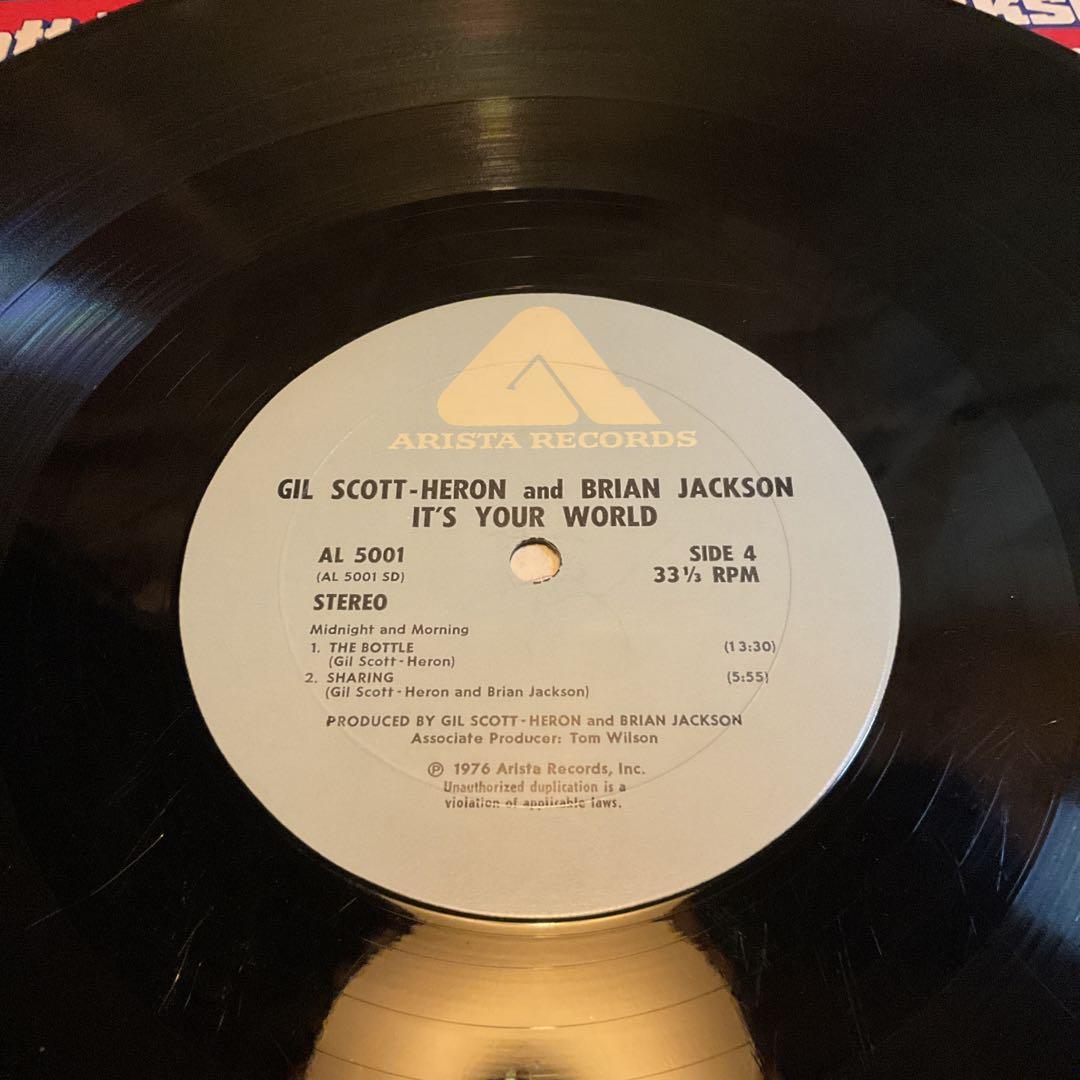 ARISTA RECORDS
GIL SCOTT-HERON and BRIAN JACKSON
IT'S YOUR WORLD
AL 5001 SIDE 4
(AL 5001 SD) 33⅓ RPM
STEREO
Midnight and Morning
1. THE BOTTLE (13:30)
(Gil Scott-Heron)
2. SHARING (5:55)
(Gil Scott-Heron and Brian Jackson)
PRODUCED BY GIL SCOTT-HERON and BRIAN JACKSON
Associate Producer: Tom Wilson
℗ 1976 Arista Records, Inc.
Unauthorized duplication is a
violation of applicable laws.